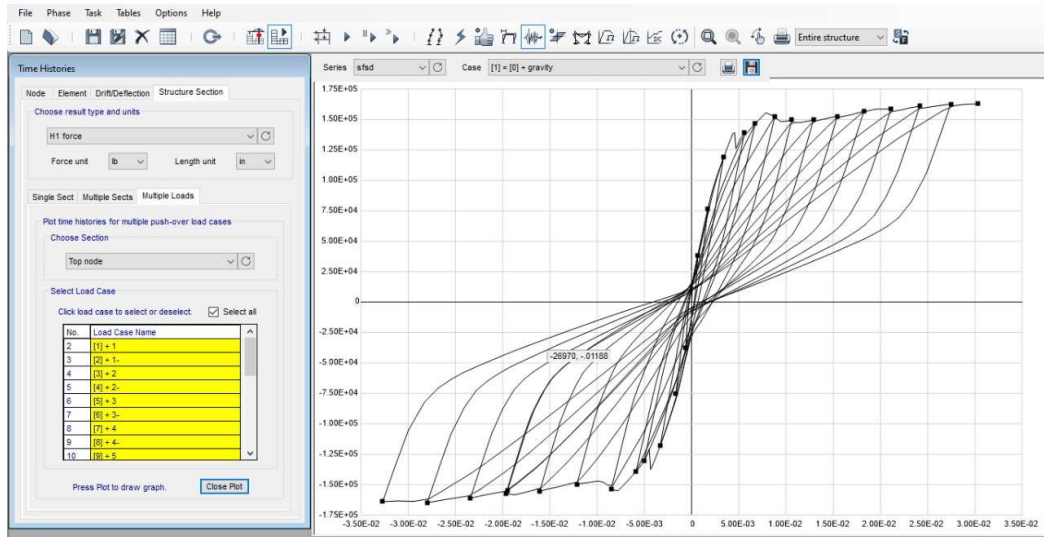 File Phase Task Tables Options Help
Entire structure
Time Histories
Series sfsd Case [1] = [0] + gravity
Node Element Drift/Deflection Structure Section
Choose result type and units
H1 force
Force unit lb Length unit in
Single Sect Multiple Sects Multiple Loads
Plot time histories for multiple push-over load cases
Choose Section
Top node
Select Load Case
Click load case to select or deselect. Select all
No. Load Case Name
2 [1] + 1
3 [2] + 1-
4 [3] + 2
5 [4] + 2-
6 [5] + 3
7 [6] + 3-
8 [7] + 4
9 [8] + 4-
10 [9] + 5
Press Plot to draw graph. Close Plot
1.75E+05
1.50E+05
1.25E+05
1.00E+05
7.50E+04
5.00E+04
2.50E+04
0
-2.50E+04
-5.00E+04
-7.50E+04
-1.00E+05
-1.25E+05
-1.50E+05
-1.75E+05
-26970, -.01188
-3.50E-02 -3.00E-02 -2.50E-02 -2.00E-02 -1.50E-02 -1.00E-02 -5.00E-03 0 5.00E-03 1.00E-02 1.50E-02 2.00E-02 2.50E-02 3.00E-02 3.50E-02